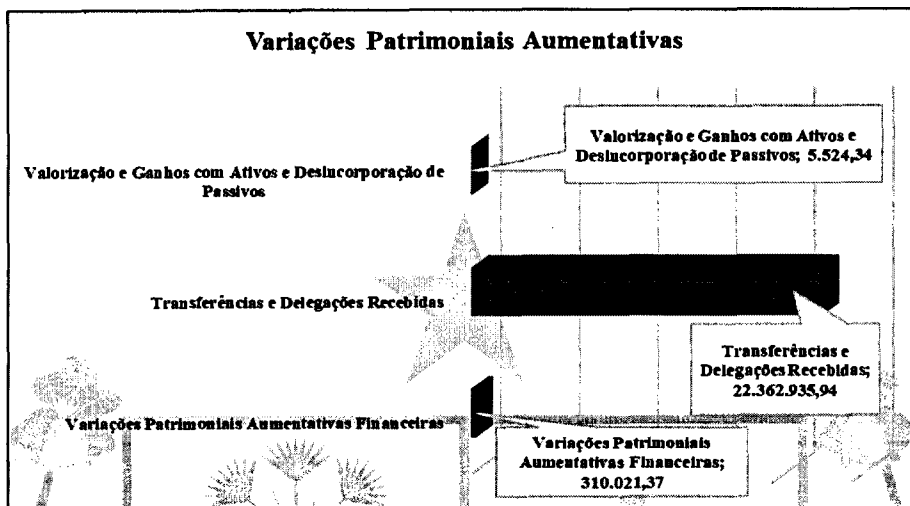 Variações Patrimoniais Aumentativas
Valorização e Ganhos com Ativos e
Desincorporação de Passivos; 5.524,34
Valorização e Ganhos com Ativos e Desincorporação de
Passivos
Transferências e Delegações Recebidas
Transferências e
Delegações Recebidas;
22.362.935,94
Variações Patrimoniais Aumentativas Financeiras
Variações Patrimoniais
Aumentativas Financeiras;
310.021,37